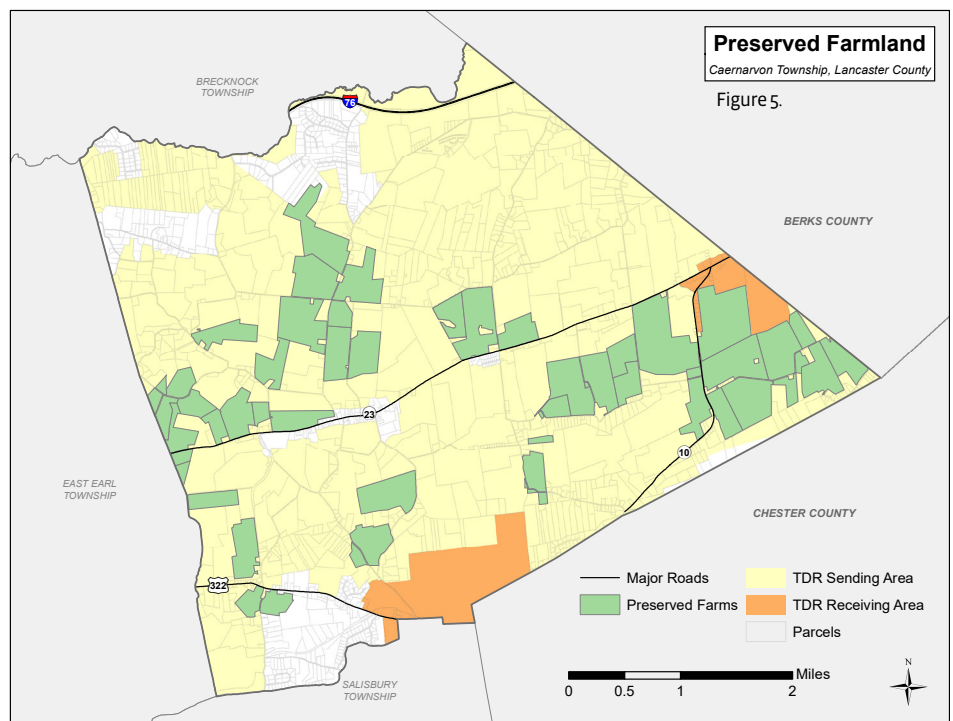 Preserved Farmland
Caernarvon Township, Lancaster County
Figure 5.
BRECKNOCK
TOWNSHIP
76
BERKS COUNTY
23
10
EAST EARL
TOWNSHIP
CHESTER COUNTY
322
SALISBURY
TOWNSHIP
Major Roads
Preserved Farms
TDR Sending Area
TDR Receiving Area
Parcels
Miles
0 0.5 1 2
N